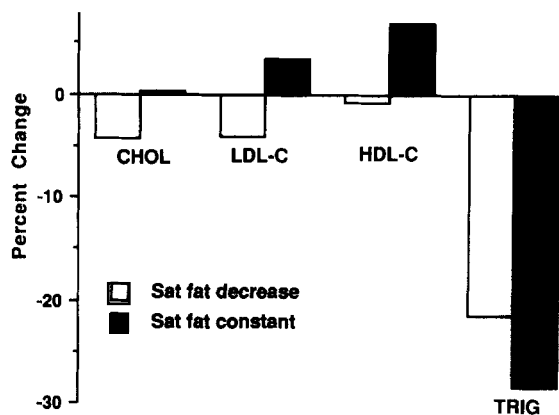 Percent Change
0
-10
-20
-30
CHOL
LDL-C
HDL-C
TRIG
Sat fat decrease
Sat fat constant